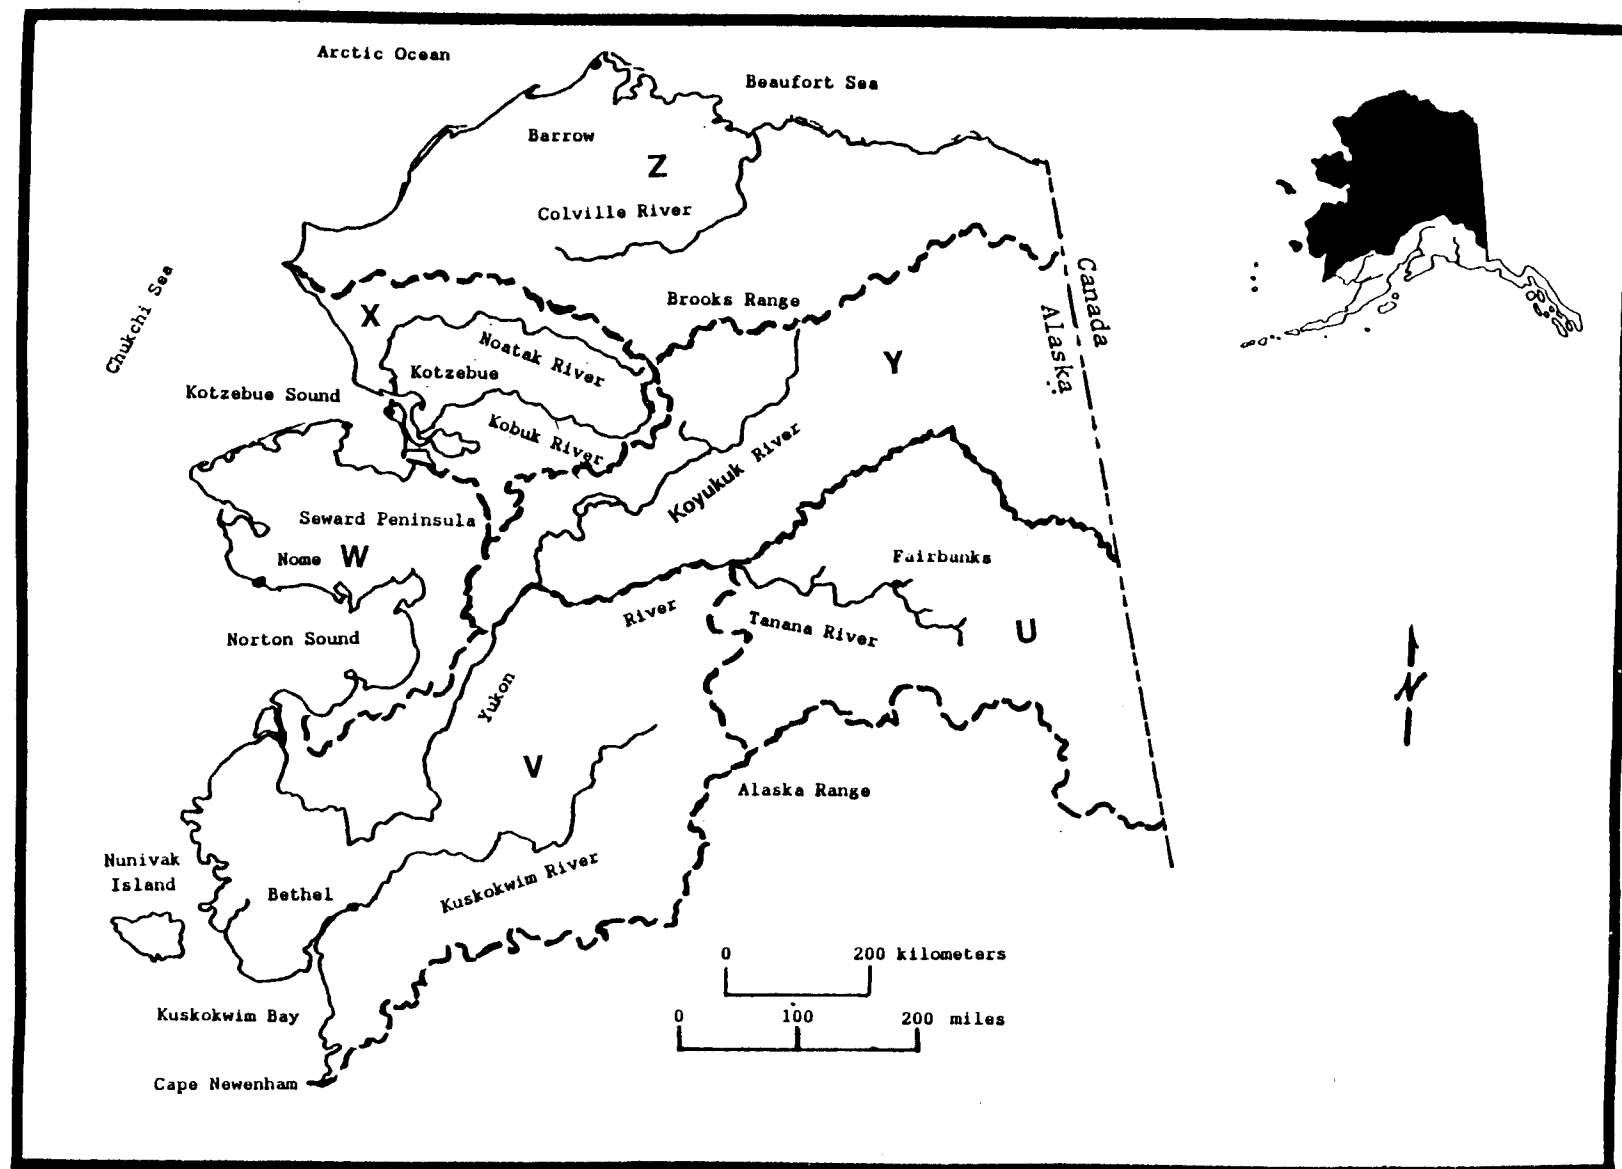 Arctic Ocean
Beaufort Sea
Barrow
Z
Colville River
Chukchi Sea
X
Brooks Range
Canada
Alaska
Noatak River
Kotzebue
Y
Kotzebue Sound
Kobuk River
Koyukuk River
Seward Peninsula
Nome W
Fairbanks
River
Tanana River
U
Norton Sound
Yukon
V
Alaska Range
Nunivak
Island
Bethel
Kuskokwim River
0 200 kilometers
Kuskokwim Bay
0 100 200 miles
Cape Newenham
N